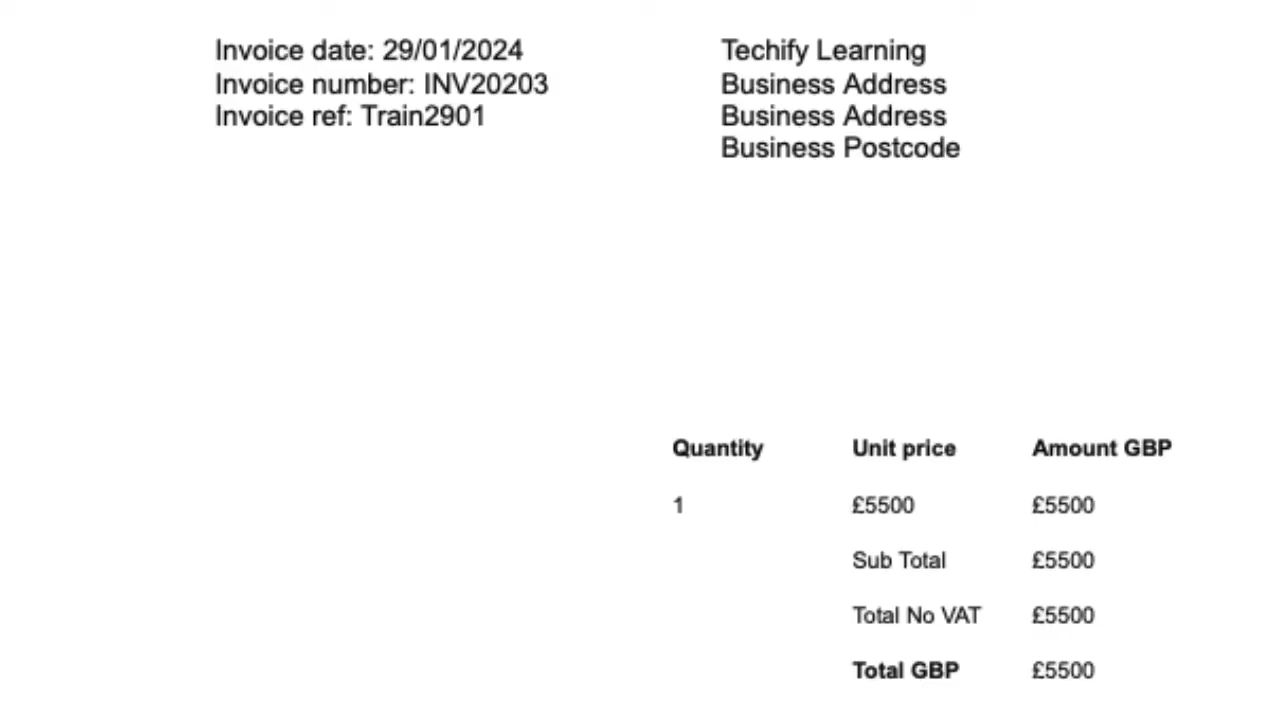 Invoice date: 29/01/2024
Invoice number: INV20203
Invoice ref: Train2901
Techify Learning
Business Address
Business Address
Business Postcode
Quantity Unit price Amount GBP
1 £5500 £5500
Sub Total £5500
Total No VAT £5500
Total GBP £5500